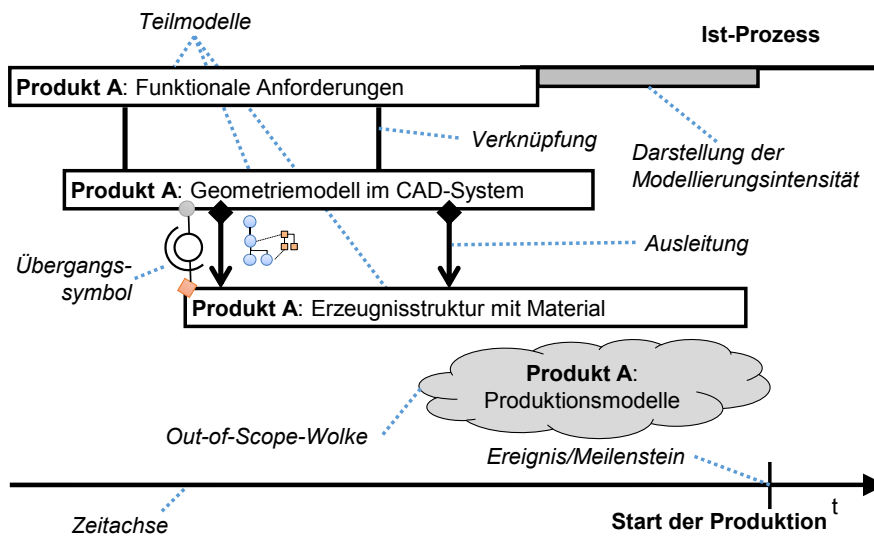 Teilmodelle
Ist-Prozess
Produkt A: Funktionale Anforderungen
Verknüpfung
Darstellung der
Modellierungsintensität
Produkt A: Geometriemodell im CAD-System
Ausleitung
Übergangs-
symbol
Produkt A: Erzeugnisstruktur mit Material
Produkt A:
Produktionsmodelle
Out-of-Scope-Wolke
Ereignis/Meilenstein
Zeitachse
Start der Produktion
t